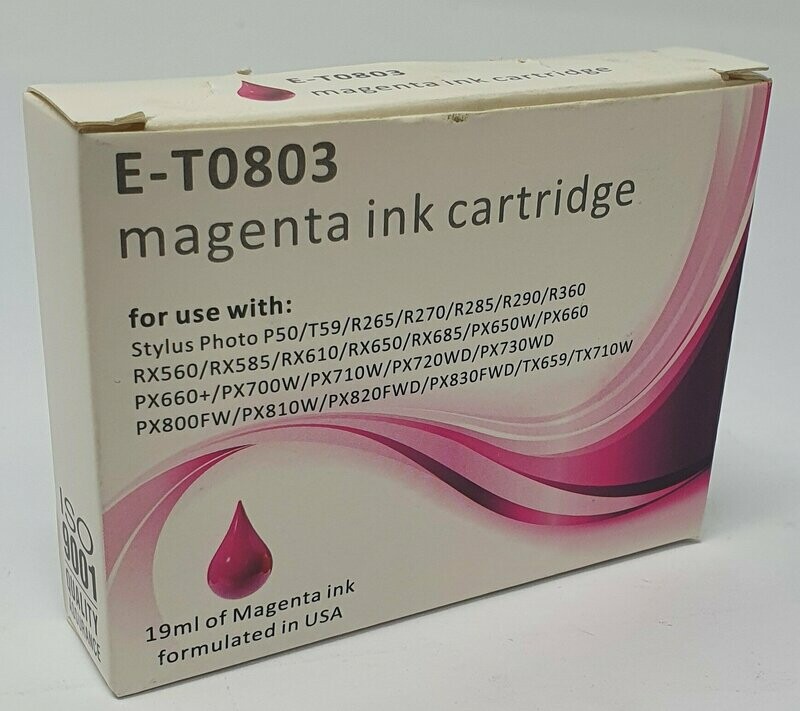 E-T0803
magenta ink cartridge
E-T0803
magenta ink cartridge
for use with:
Stylus Photo P50/T59/R265/R270/R285/R290/R360
RX560/RX585/RX610/RX650/RX685/PX650W/PX660
PX660+/PX700W/PX710W/PX720WD/PX730WD
PX800FW/PX810W/PX820FWD/PX830FWD/TX659/TX710W
19ml of Magenta ink
formulated in USA
ISO
9001
QUALITY
ASSURANCE